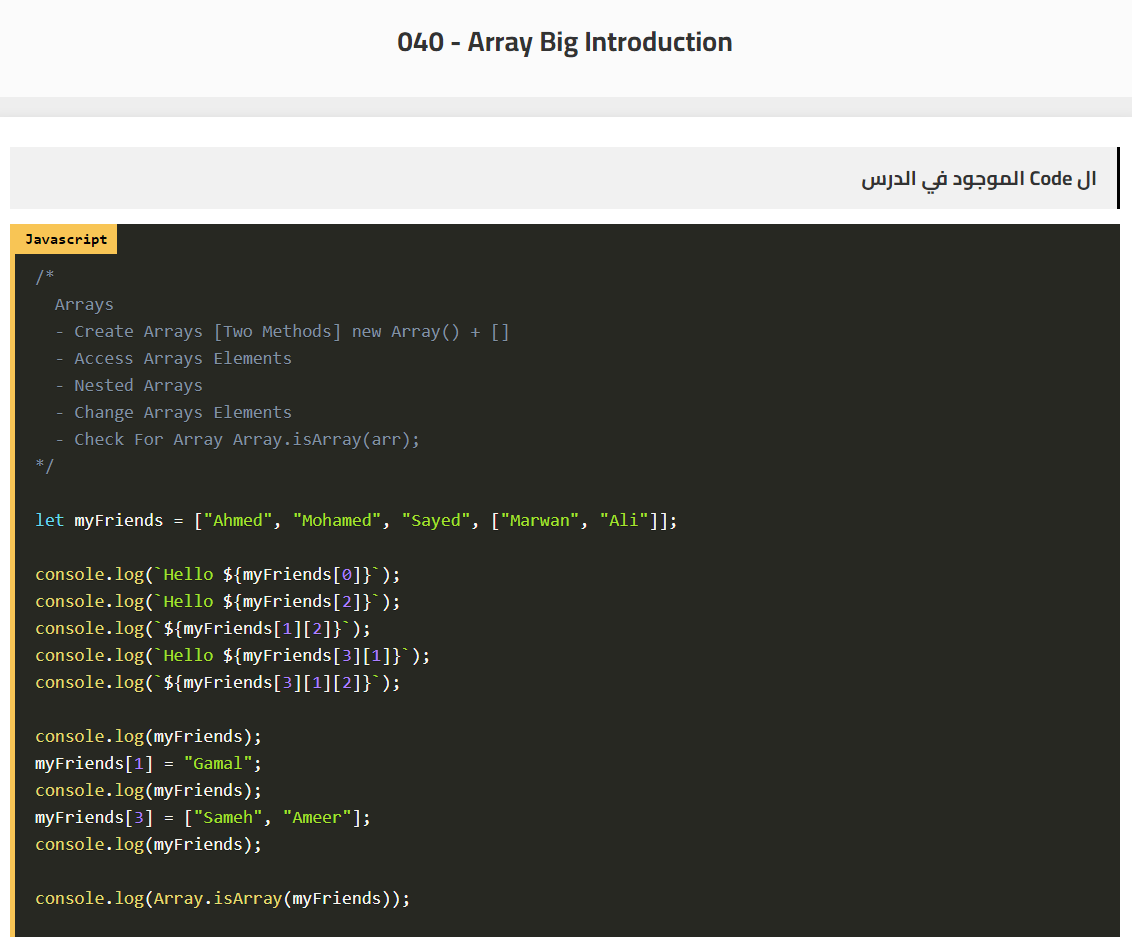 040 - Array Big Introduction
ال Code الموجود في الدرس
Javascript
/*
  Arrays
  - Create Arrays [Two Methods] new Array() + []
  - Access Arrays Elements
  - Nested Arrays
  - Change Arrays Elements
  - Check For Array Array.isArray(arr);
*/

let myFriends = ["Ahmed", "Mohamed", "Sayed", ["Marwan", "Ali"]];

console.log(`Hello ${myFriends[0]}`);
console.log(`Hello ${myFriends[2]}`);
console.log(`${myFriends[1][2]}`);
console.log(`Hello ${myFriends[3][1]}`);
console.log(`${myFriends[3][1][2]}`);

console.log(myFriends);
myFriends[1] = "Gamal";
console.log(myFriends);
myFriends[3] = ["Sameh", "Ameer"];
console.log(myFriends);

console.log(Array.isArray(myFriends));